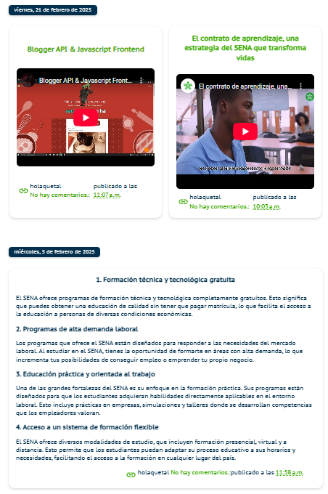 viernes, 21 de febrero de 2025
Blogger API & Javascript Frontend
Blogger API & Javascript Front...
holaquetal
publicado a las
No hay comentarios.:
11:07 a.m.
El contrato de aprendizaje, una
estrategia del SENA que transforma
vidas
El contrato de aprendizaje, una...
holaquetal
publicado a las
No hay comentarios.:
10:03 a.m.
miércoles, 5 de febrero de 2025
1. Formación técnica y tecnológica gratuita
El SENA ofrece programas de formación técnica y tecnológica completamente gratuitos. Esto significa
que puedes obtener una educación de calidad sin tener que pagar matrícula, lo que facilita el acceso a
la educación a personas de diversas condiciones económicas.
2. Programas de alta demanda laboral
Los programas que ofrece el SENA están diseñados para responder a las necesidades del mercado
laboral. Al estudiar en el SENA, tienes la oportunidad de formarte en áreas con alta demanda, lo que
incrementa tus posibilidades de conseguir empleo o emprender tu propio negocio.
3. Educación práctica y orientada al trabajo
Una de las grandes fortalezas del SENA es su enfoque en la formación práctica. Sus programas están
diseñados para que los estudiantes adquieran habilidades directamente aplicables en el entorno
laboral. Esto incluye prácticas en empresas, simulaciones y talleres donde se desarrollan competencias
que los empleadores valoran.
4. Acceso a un sistema de formación flexible
El SENA ofrece diversas modalidades de estudio, que incluyen formación presencial, virtual y a
distancia. Esto permite que los estudiantes puedan adaptar su proceso educativo a sus horarios y
necesidades, facilitando el acceso a la formación en cualquier lugar del país.
holaquetal No hay comentarios.: publicado a las 11:58 a.m.